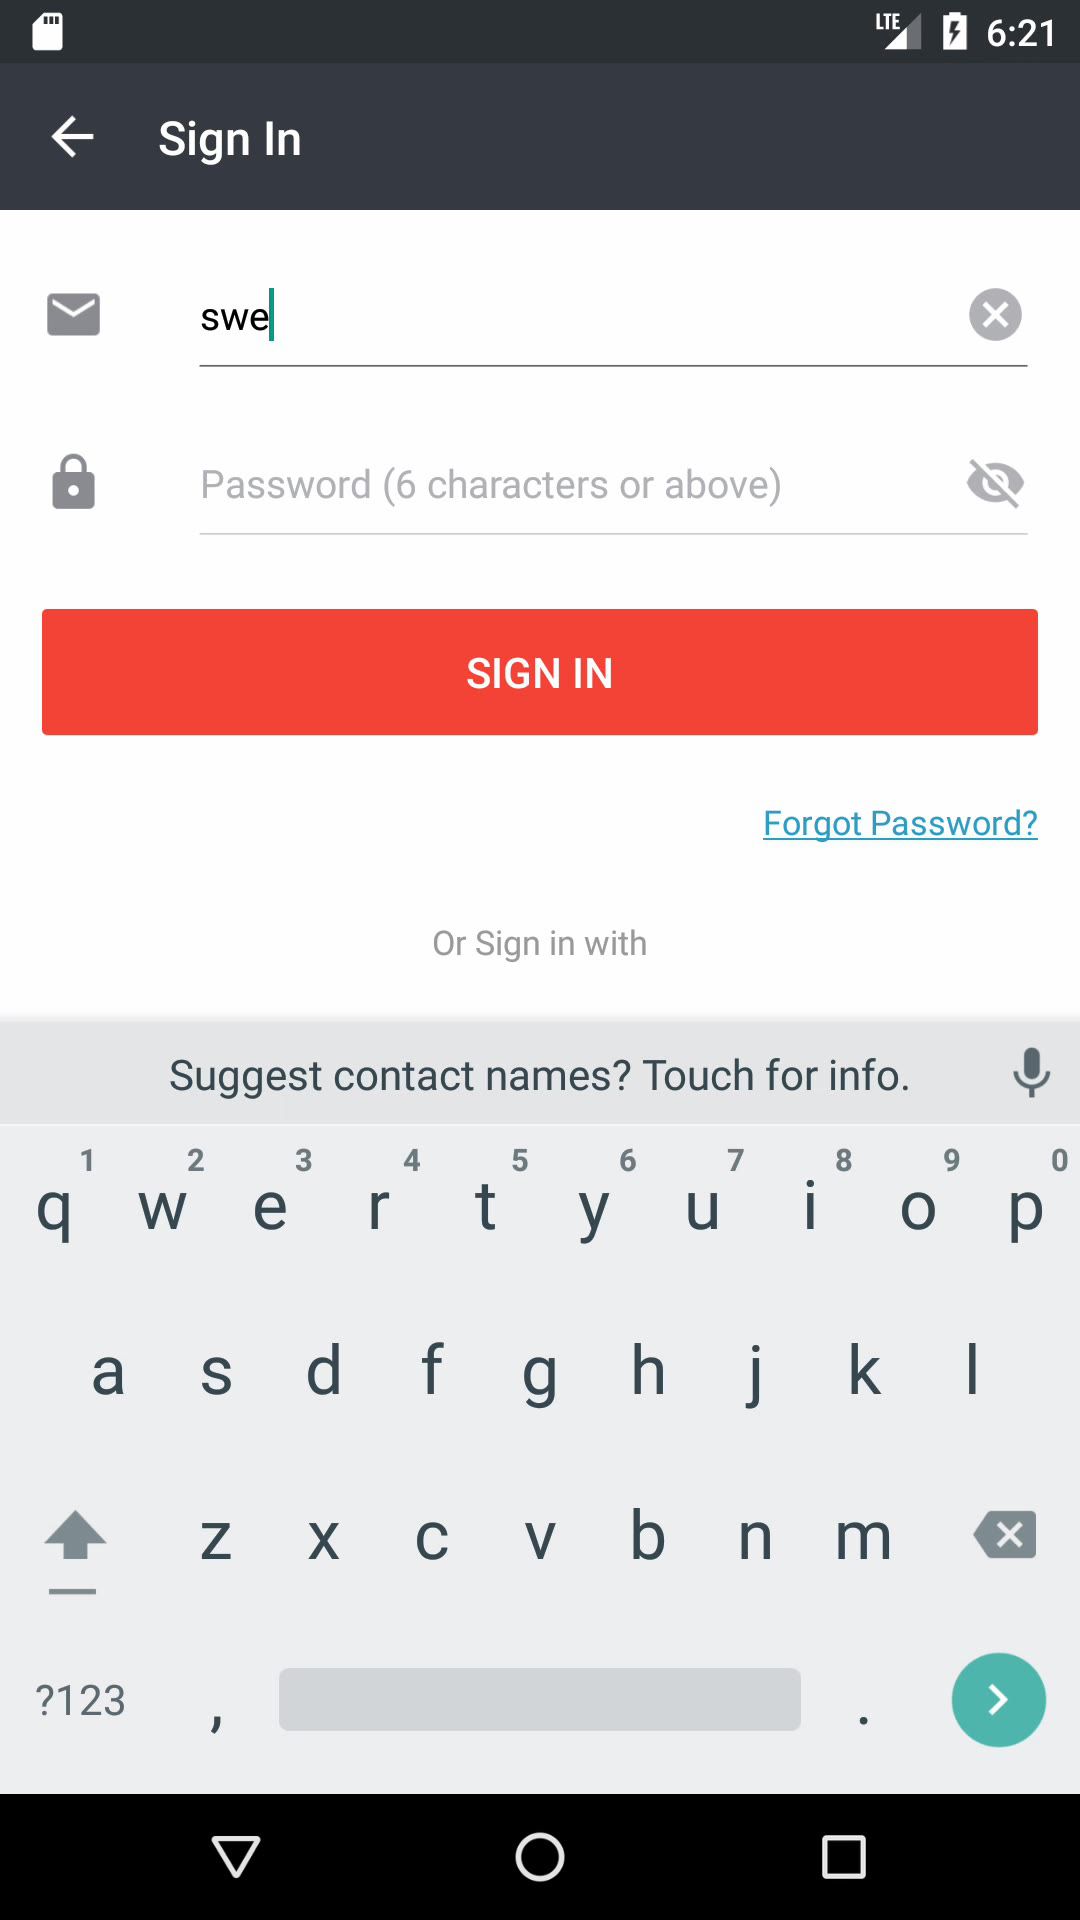 LTE 6:21
Sign In
swe
Password (6 characters or above)
SIGN IN
Forgot Password?
Or Sign in with
Suggest contact names? Touch for info.
1 2 3 4 5 6 7 8 9 0
q w e r t y u i o p
a s d f g h j k l
z x c v b n m
?123 , .